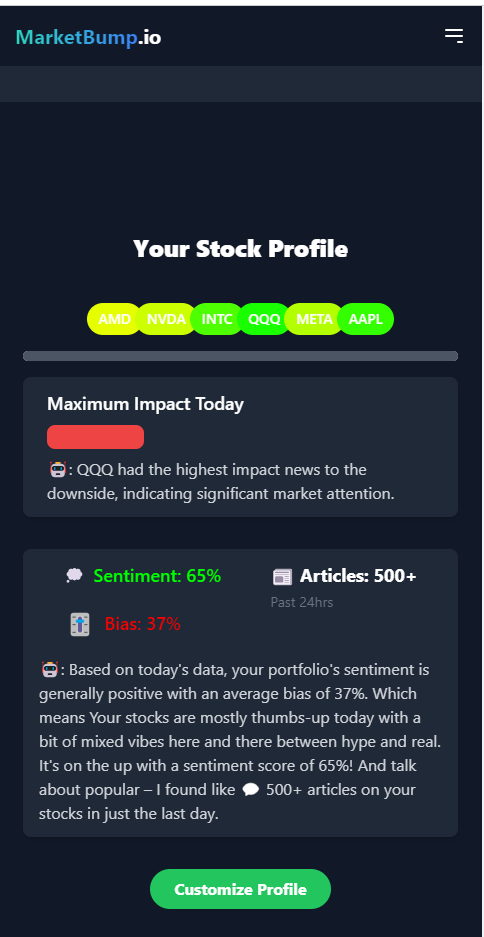 MarketBump.io
Your Stock Profile
AMD NVDA INTC QQQ META AAPL
Maximum Impact Today
: QQQ had the highest impact news to the
downside, indicating significant market attention.
Sentiment: 65%
Articles: 500+
Past 24hrs
Bias: 37%
: Based on today's data, your portfolio's sentiment is
generally positive with an average bias of 37%. Which
means Your stocks are mostly thumbs-up today with a
bit of mixed vibes here and there between hype and real.
It's on the up with a sentiment score of 65%! And talk
about popular – I found like 💬 500+ articles on your
stocks in just the last day.
Customize Profile